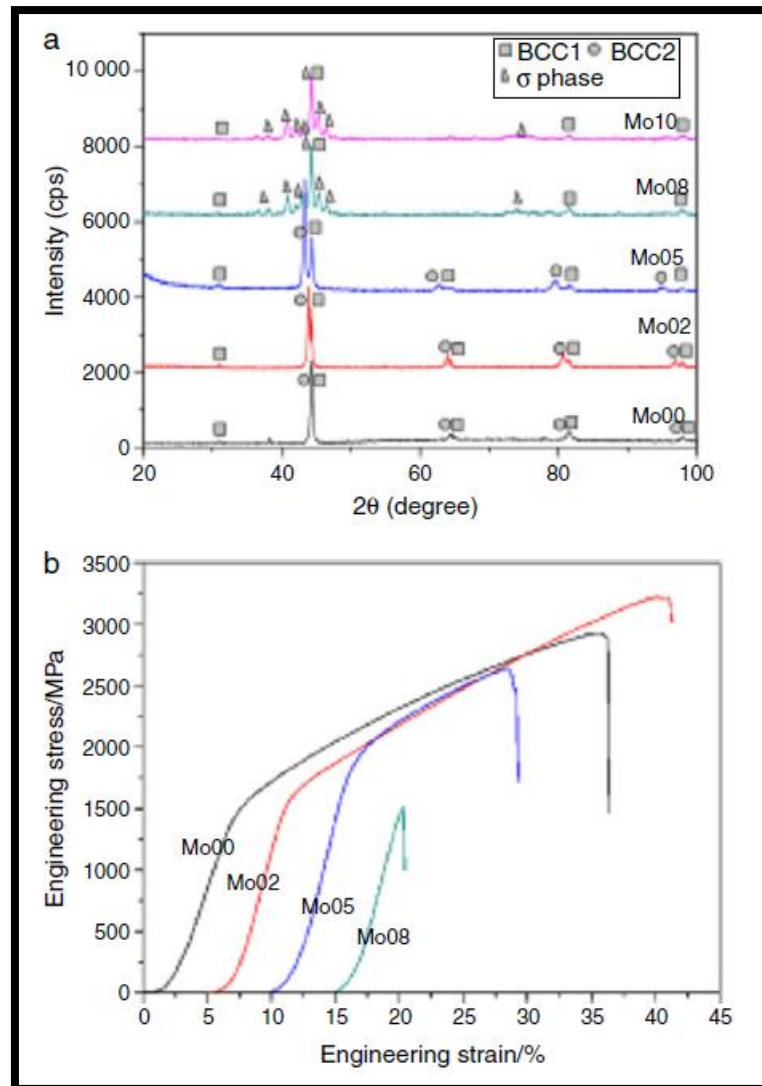 a
BCC1 BCC2
σ phase
10 000
8000
6000
4000
2000
0
Intensity (cps)
Mo10
Mo08
Mo05
Mo02
Mo00
20 40 60 80 100
2θ (degree)
b
3500
3000
2500
2000
1500
1000
500
0
Engineering stress/MPa
Mo00
Mo02
Mo05
Mo08
0 5 10 15 20 25 30 35 40 45
Engineering strain/%